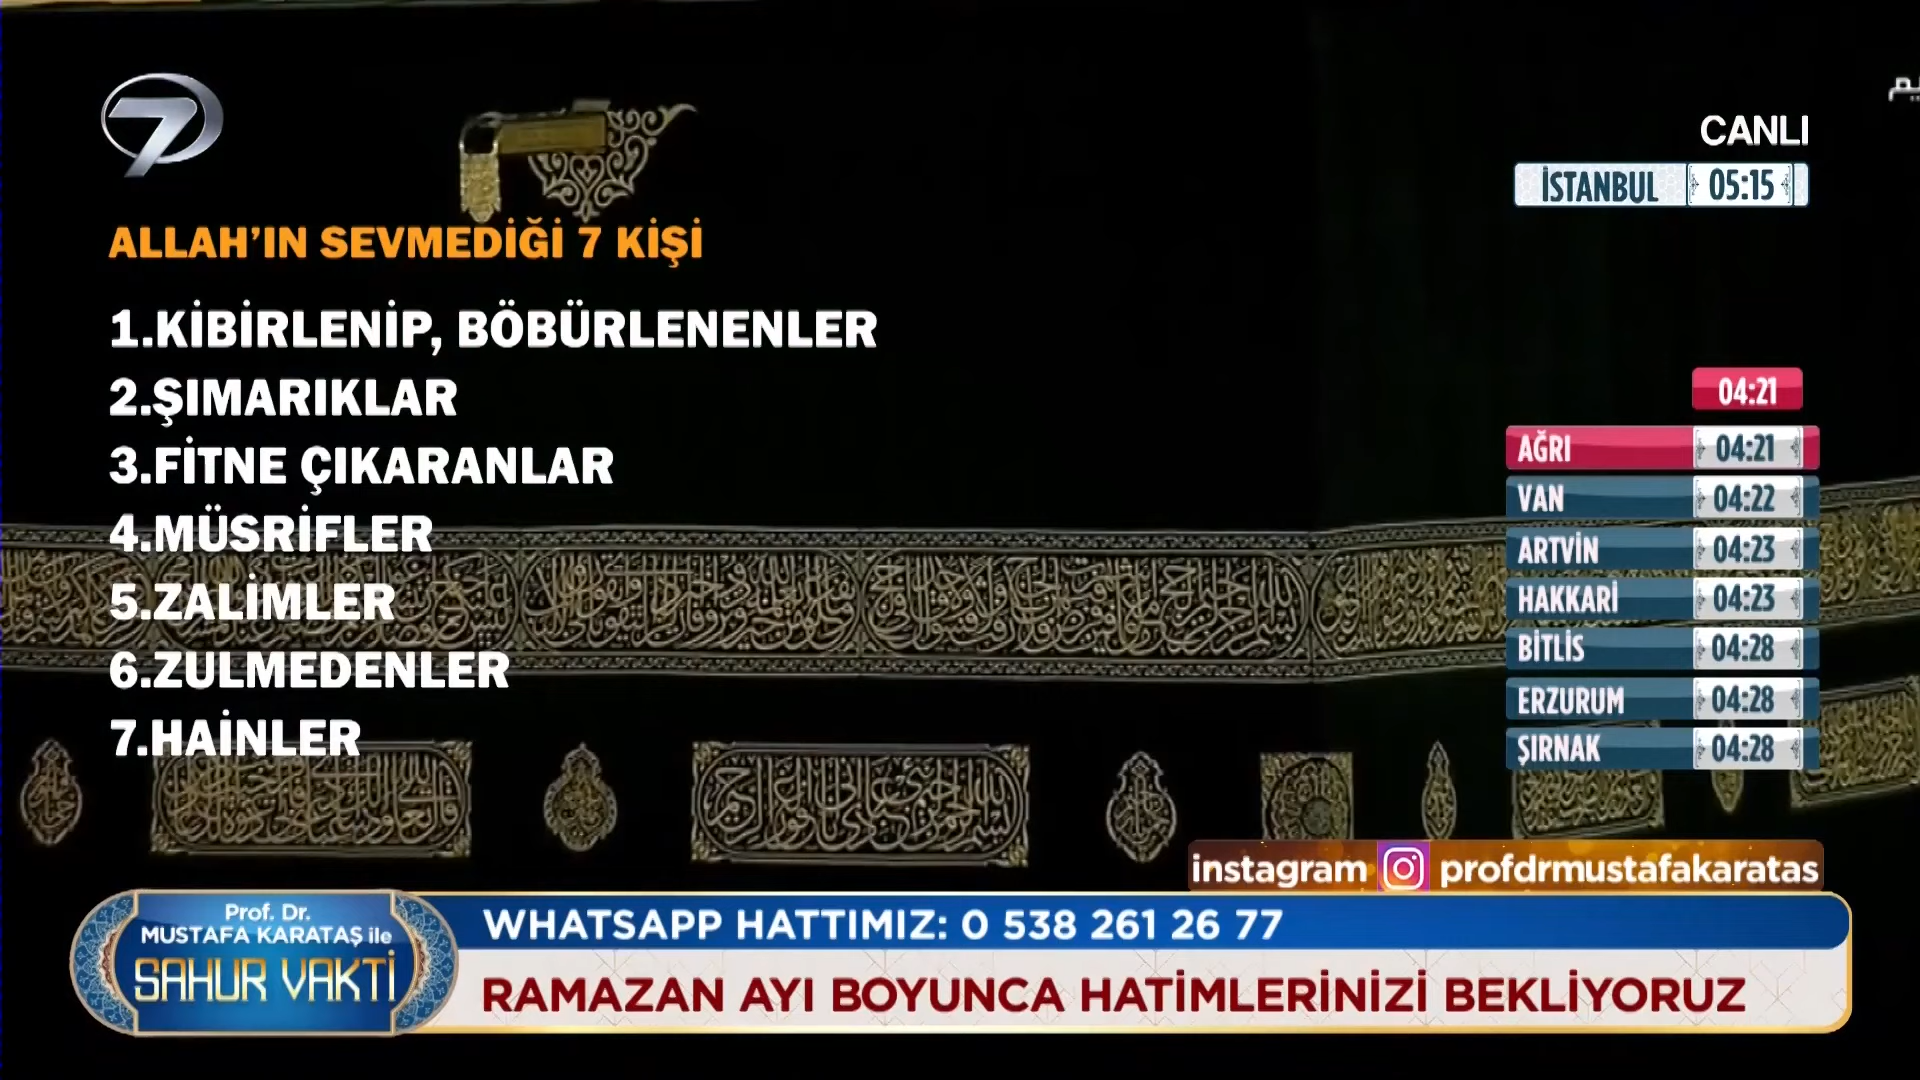 7
CANLI
İSTANBUL 05:15
ALLAH'IN SEVMEDİĞİ 7 KİŞİ
1.KİBİRLENİP, BÖBÜRLENENLER
2.ŞIMARIKLAR
3.FİTNE ÇIKARANLAR
4.MÜSRİFLER
5.ZALİMLER
6.ZULMEDENLER
7.HAİNLER
04:21
AĞRI 04:21
VAN 04:22
ARTVİN 04:23
HAKKARİ 04:23
BİTLİS 04:28
ERZURUM 04:28
ŞIRNAK 04:28
instagram profdrmustafakaratas
Prof. Dr.
MUSTAFA KARATAŞ ile
SAHUR VAKTİ
WHATSAPP HATTIMIZ: 0 538 261 26 77
RAMAZAN AYI BOYUNCA HATİMLERİNİZİ BEKLİYORUZ